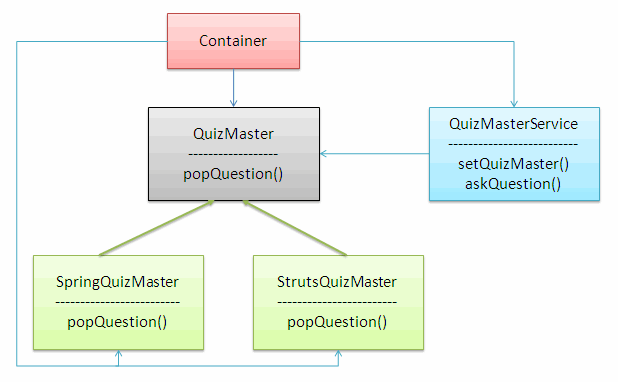 Container
QuizMaster
------------------
popQuestion()
QuizMasterService
--------------------------
setQuizMaster()
askQuestion()
SpringQuizMaster
-------------------------
popQuestion()
StrutsQuizMaster
------------------------
popQuestion()